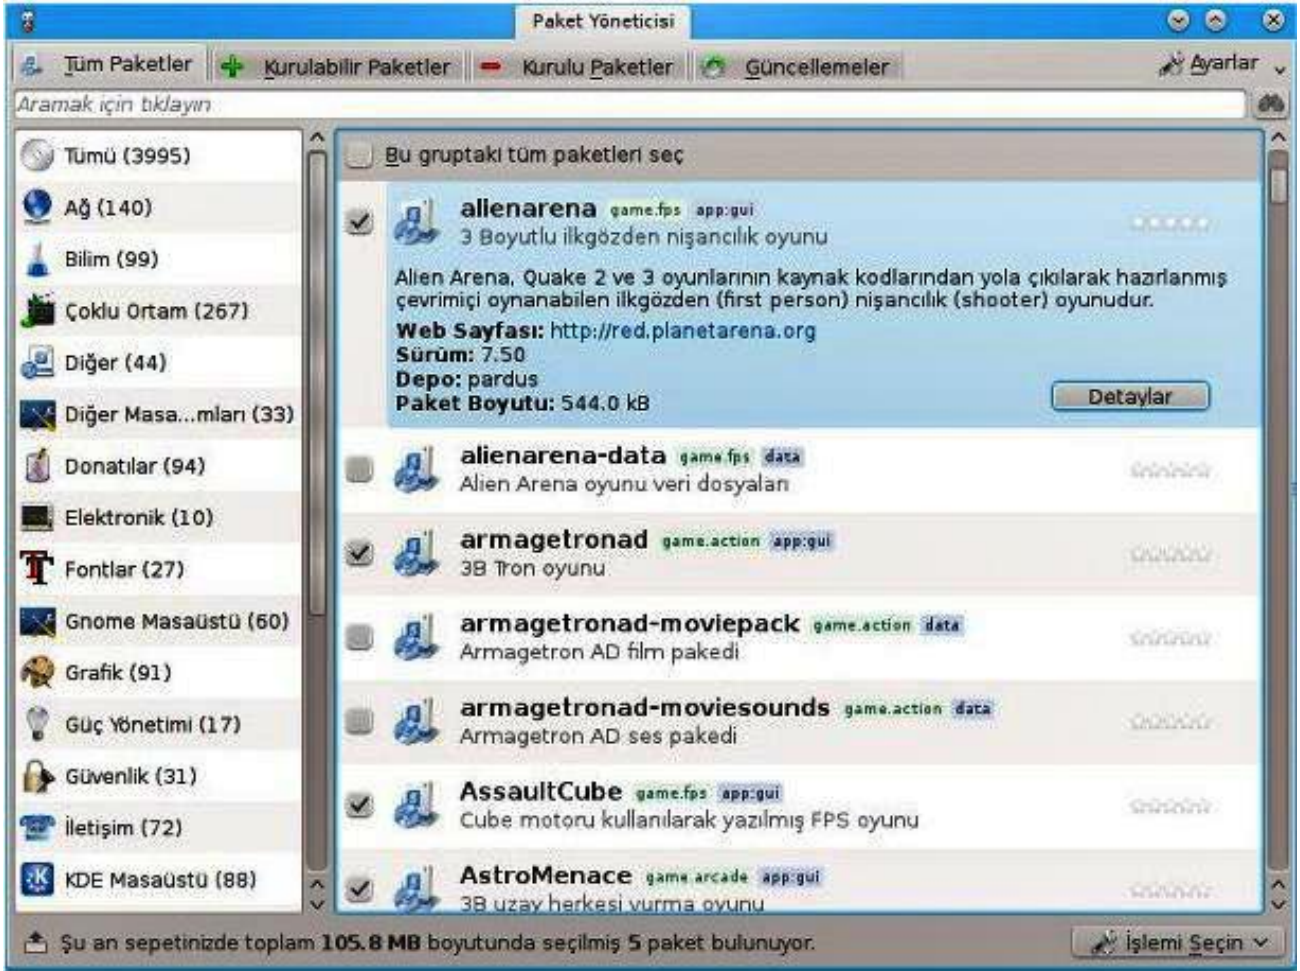 Paket Yöneticisi
Tüm Paketler
Kurulabilir Paketler
Kurulu Paketler
Güncellemeler
Ayarlar
Aramak için tıklayın
Tümü (3995)
Ağ (140)
Bilim (99)
Çoklu Ortam (267)
Diğer (44)
Diğer Masa...mları (33)
Donatılar (94)
Elektronik (10)
Fontlar (27)
Gnome Masaüstü (60)
Grafik (91)
Güç Yönetimi (17)
Güvenlik (31)
İletişim (72)
KDE Masaüstü (88)
Bu gruptaki tüm paketleri seç
alienarena game.fps app:gui
3 Boyutlu ilkgözden nişancılık oyunu
Alien Arena, Quake 2 ve 3 oyunlarının kaynak kodlarından yola çıkılarak hazırlanmış
çevrimiçi oynanabilen ilkgözden (first person) nişancılık (shooter) oyunudur.
Web Sayfası: http://red.planetarena.org
Sürüm: 7.50
Depo: pardus
Paket Boyutu: 544.0 kB
Detaylar
alienarena-data game.fps data
Alien Arena oyunu veri dosyaları
armagetronad game.action app:gui
3B Tron oyunu
armagetronad-moviepack game.action data
Armagetron AD film pakedi
armagetronad-moviesounds game.action data
Armagetron AD ses pakedi
AssaultCube game.fps app:gui
Cube motoru kullanılarak yazılmış FPS oyunu
AstroMenace game.arcade app:gui
3B uzay herkesi vurma oyunu
Şu an sepetinizde toplam 105.8 MB boyutunda seçilmiş 5 paket bulunuyor.
İşlemi Seçin